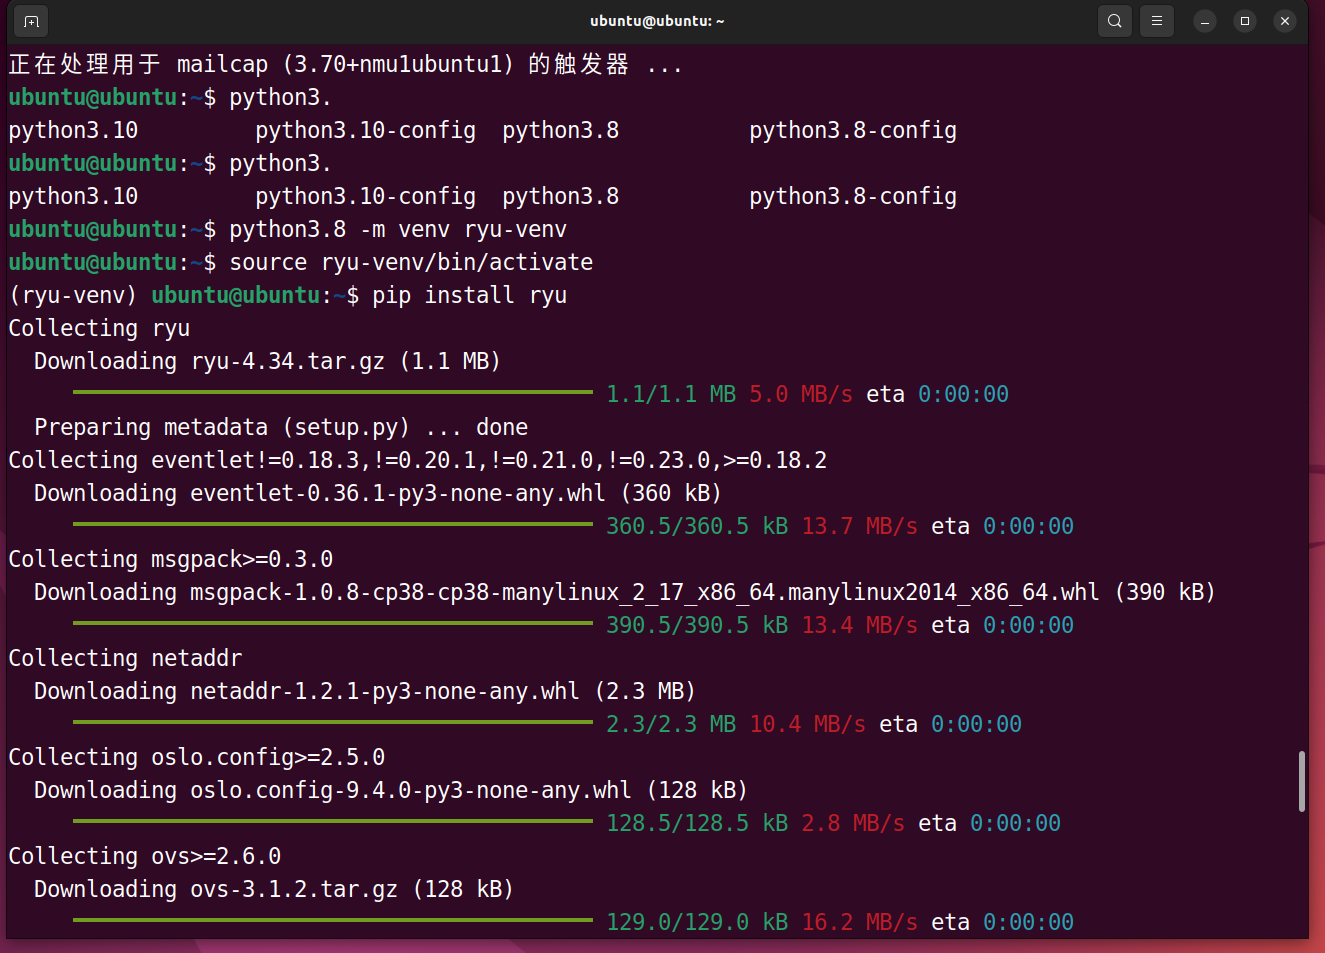 ubuntu@ubuntu: ~
正在处理用于 mailcap (3.70+nmu1ubuntu1) 的触发器 ...
ubuntu@ubuntu:~$ python3.
python3.10         python3.10-config  python3.8          python3.8-config
ubuntu@ubuntu:~$ python3.
python3.10         python3.10-config  python3.8          python3.8-config
ubuntu@ubuntu:~$ python3.8 -m venv ryu-venv
ubuntu@ubuntu:~$ source ryu-venv/bin/activate
(ryu-venv) ubuntu@ubuntu:~$ pip install ryu
Collecting ryu
  Downloading ryu-4.34.tar.gz (1.1 MB)
1.1/1.1 MB 5.0 MB/s eta 0:00:00
  Preparing metadata (setup.py) ... done
Collecting eventlet!=0.18.3,!=0.20.1,!=0.21.0,!=0.23.0,>=0.18.2
  Downloading eventlet-0.36.1-py3-none-any.whl (360 kB)
360.5/360.5 kB 13.7 MB/s eta 0:00:00
Collecting msgpack>=0.3.0
  Downloading msgpack-1.0.8-cp38-cp38-manylinux_2_17_x86_64.manylinux2014_x86_64.whl (390 kB)
390.5/390.5 kB 13.4 MB/s eta 0:00:00
Collecting netaddr
  Downloading netaddr-1.2.1-py3-none-any.whl (2.3 MB)
2.3/2.3 MB 10.4 MB/s eta 0:00:00
Collecting oslo.config>=2.5.0
  Downloading oslo.config-9.4.0-py3-none-any.whl (128 kB)
128.5/128.5 kB 2.8 MB/s eta 0:00:00
Collecting ovs>=2.6.0
  Downloading ovs-3.1.2.tar.gz (128 kB)
129.0/129.0 kB 16.2 MB/s eta 0:00:00